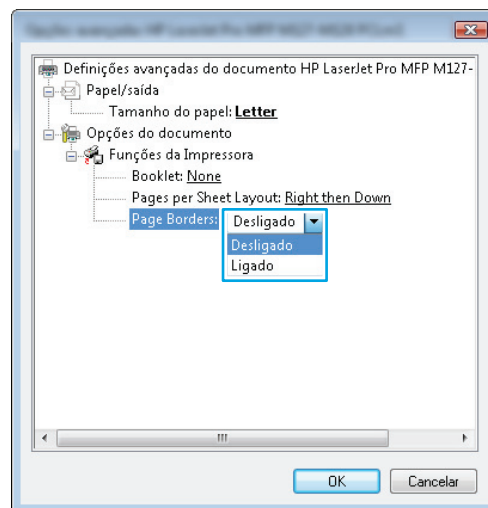 Definições avançadas do documento HP LaserJet Pro MFP M127-
Papel/saída
Tamanho do papel: Letter
Opções do documento
Funções da Impressora
Booklet: None
Pages per Sheet Layout: Right then Down
Page Borders: Desligado
Desligado
Ligado
OK Cancelar